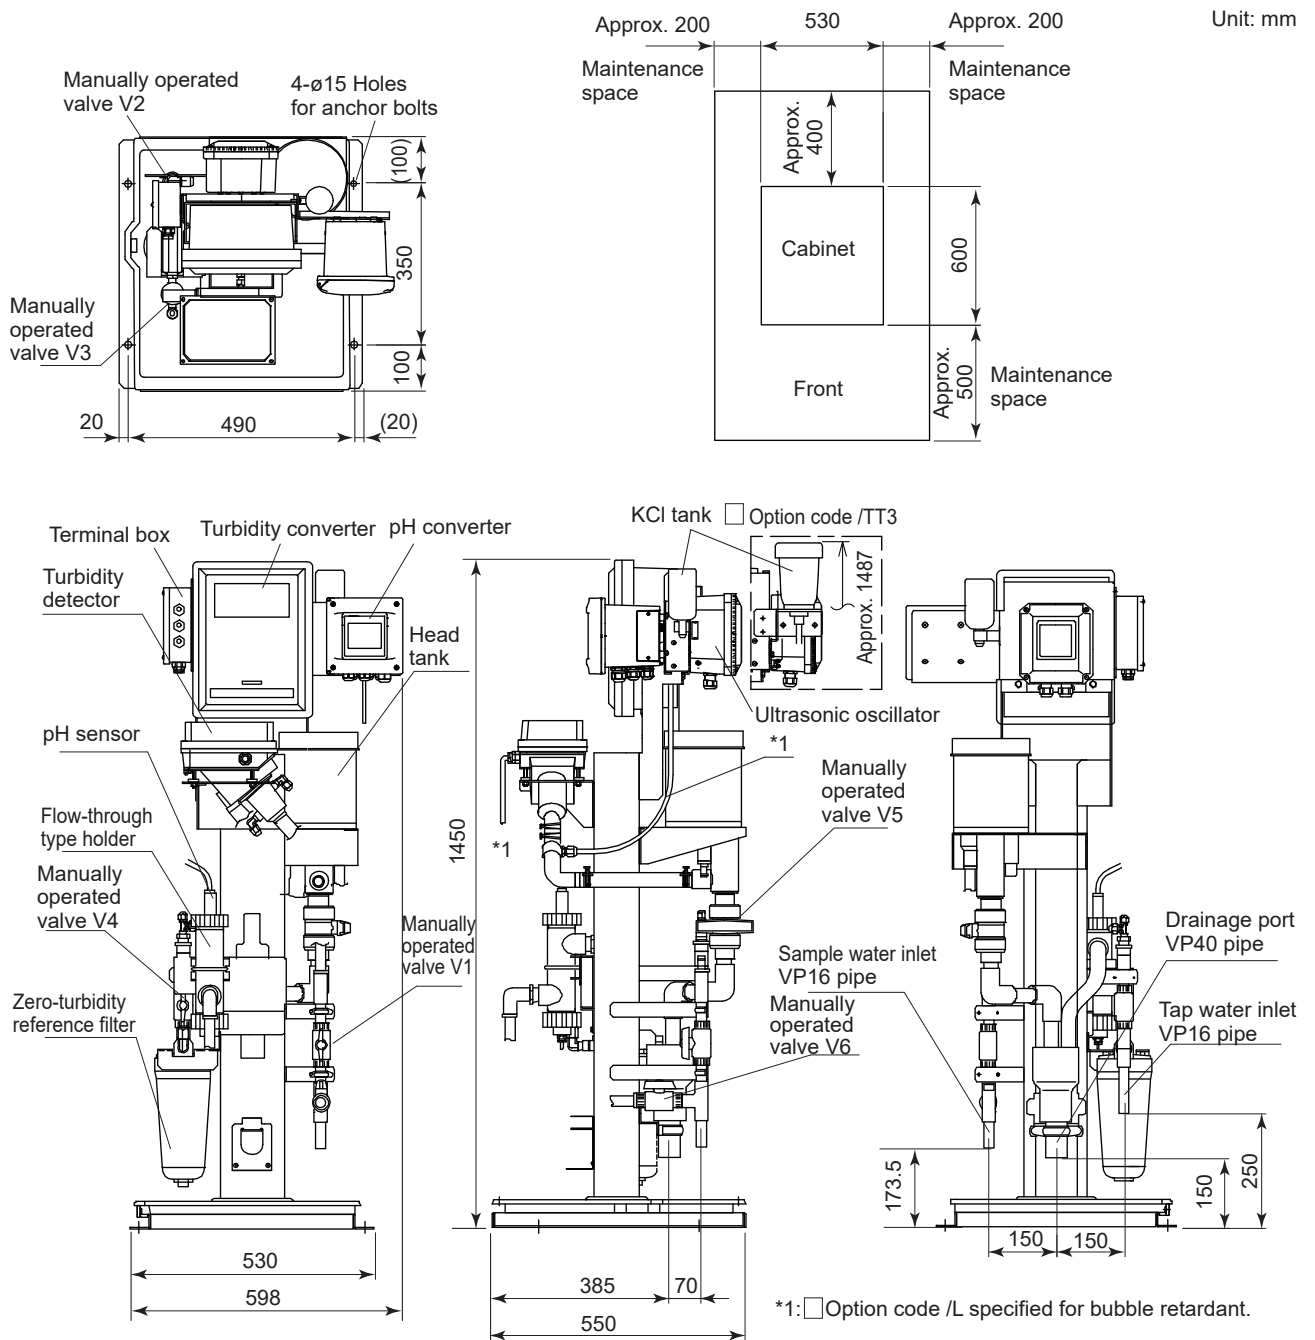 Unit: mm
Approx. 200
530
Approx. 200
Maintenance
space
Maintenance
space
Approx.
400
Cabinet
600
Front
Approx.
500
Maintenance
space
Manually operated
valve V2
4-ø15 Holes
for anchor bolts
(100)
350
100
Manually
operated
valve V3
20
490
(20)
Terminal box
Turbidity converter
pH converter
Turbidity
detector
Head
tank
pH sensor
Flow-through
type holder
Manually
operated
valve V4
Manually
operated
valve V1
Zero-turbidity
reference filter
530
598
KCl tank
Option code /TT3
Approx. 1487
Ultrasonic oscillator
*1
*1
1450
Manually
operated
valve V5
Sample water inlet
VP16 pipe
Manually
operated
valve V6
385
70
550
Drainage port
VP40 pipe
Tap water inlet
VP16 pipe
173.5
150
250
150
150
*1: Option code /L specified for bubble retardant.